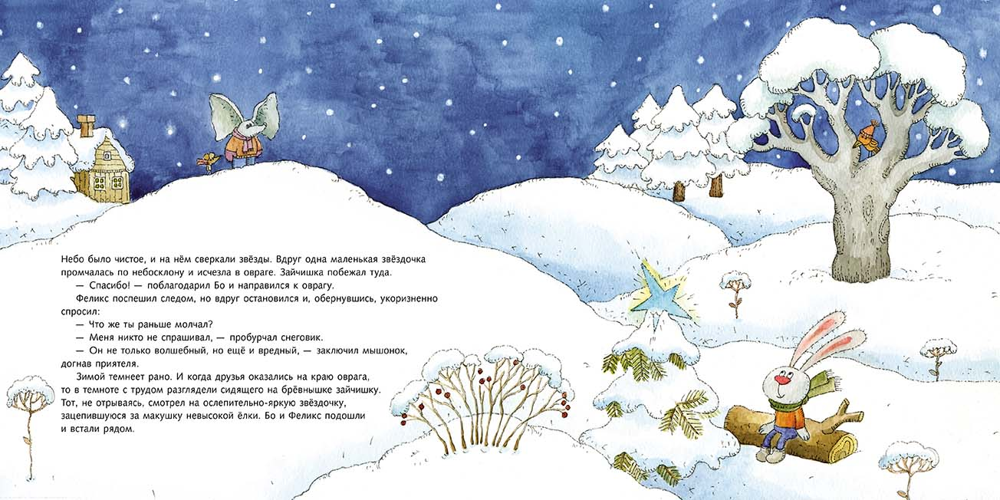 Небо было чистое, и на нём сверкали звёзды. Вдруг одна маленькая звёздочка
промчалась по небосклону и исчезла в овраге. Зайчишка побежал туда.
— Спасибо! — поблагодарил Бо и направился к оврагу.
Феликс поспешил следом, но вдруг остановился и, обернувшись, укоризненно
спросил:
— Что же ты раньше молчал?
— Меня никто не спрашивал, — пробурчал снеговик.
— Он не только волшебный, но ещё и вредный, — заключил мышонок,
догнав приятеля.
Зимой темнеет рано. И когда друзья оказались на краю оврага,
то в темноте с трудом разглядели сидящего на брёвнышке зайчишку.
Тот, не отрываясь, смотрел на ослепительно-яркую звёздочку,
зацепившуюся за макушку невысокой ёлки. Бо и Феликс подошли
и встали рядом.